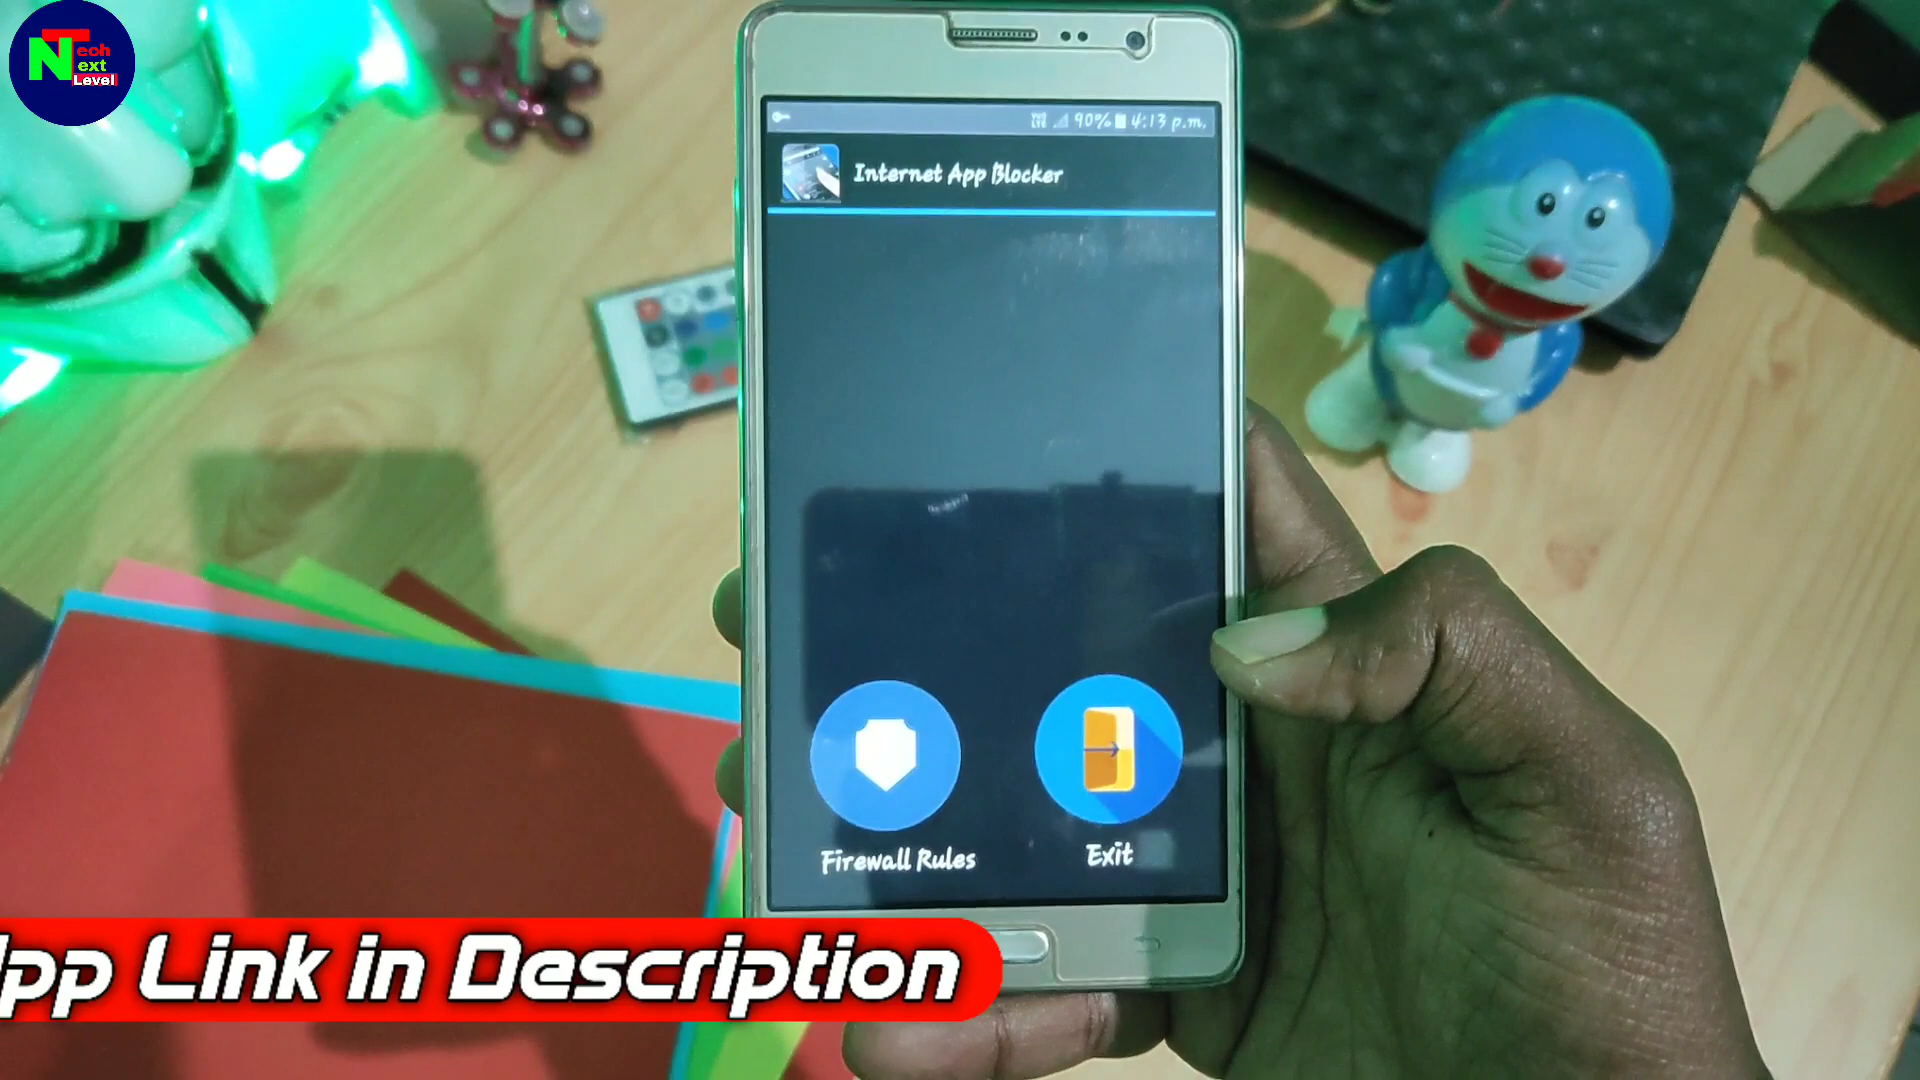 Tech
Next
Level
90% 4:13 p.m.
Internet App Blocker
Firewall Rules
Exit
pp Link in Description